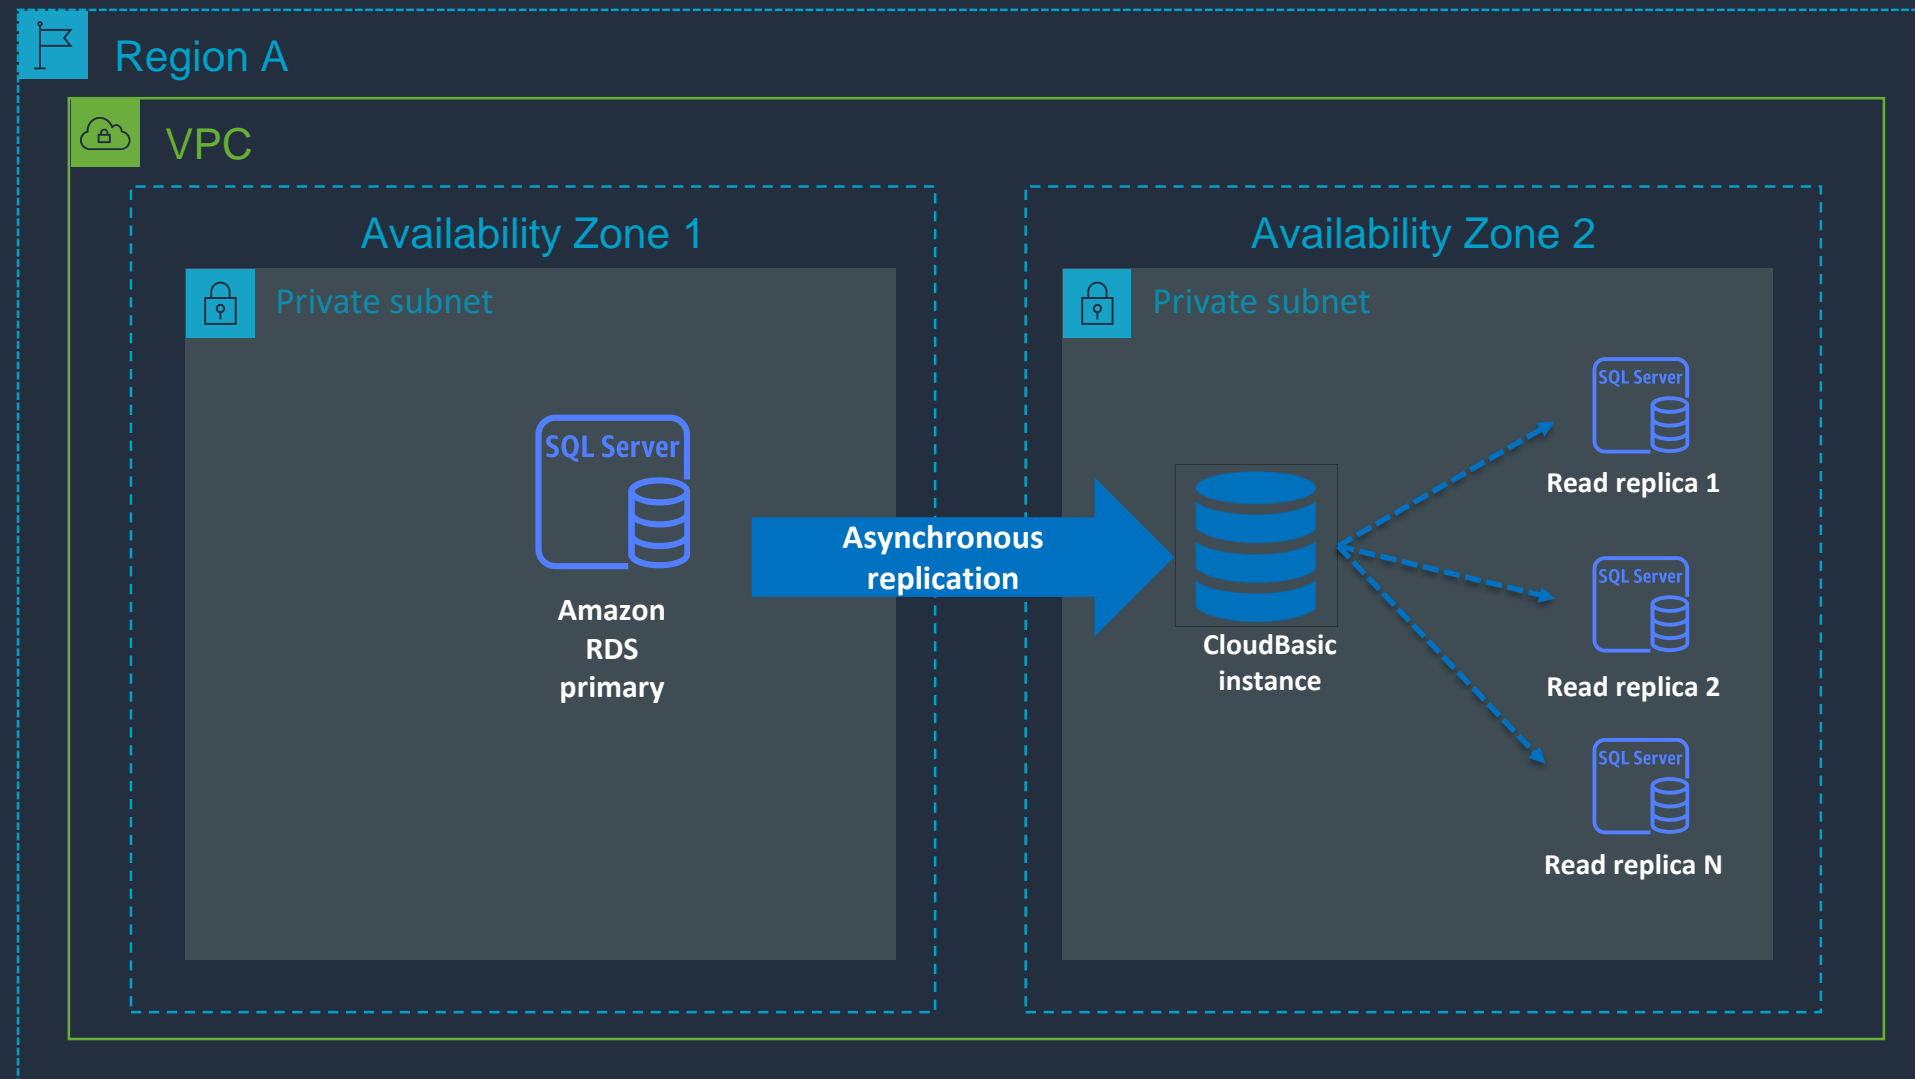 Region A
VPC
Availability Zone 1
Private subnet
SQL Server
Amazon
RDS
primary
Asynchronous
replication
Availability Zone 2
Private subnet
CloudBasic
instance
SQL Server
Read replica 1
SQL Server
Read replica 2
SQL Server
Read replica N